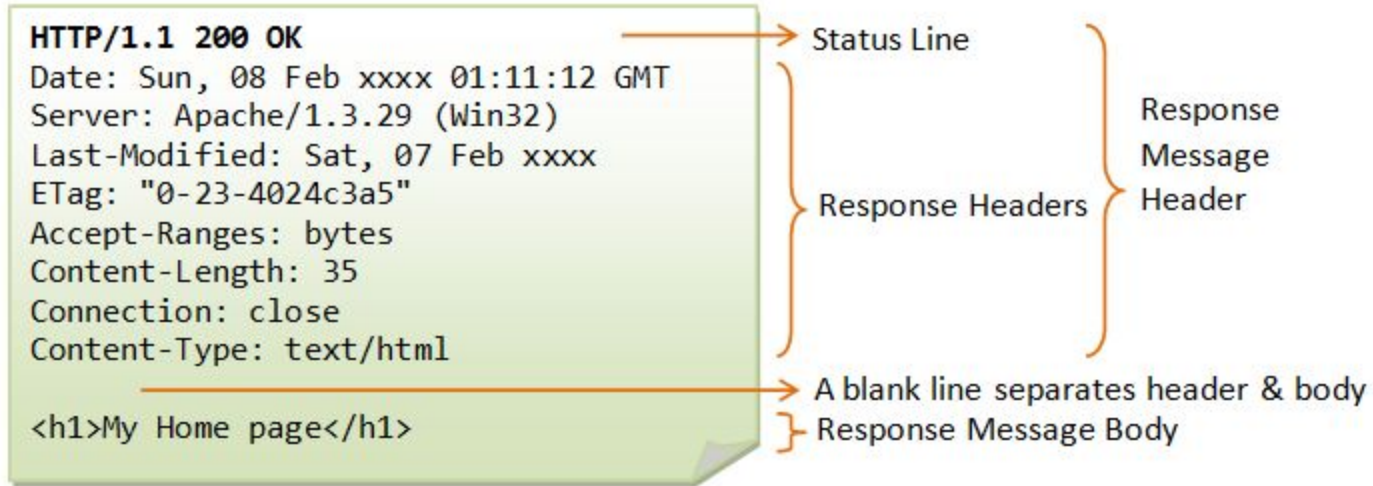 HTTP/1.1 200 OK
Date: Sun, 08 Feb xxxx 01:11:12 GMT
Server: Apache/1.3.29 (Win32)
Last-Modified: Sat, 07 Feb xxxx
ETag: "0-23-4024c3a5"
Accept-Ranges: bytes
Content-Length: 35
Connection: close
Content-Type: text/html
<h1>My Home page</h1>
Status Line
Response Headers
Response
Message
Header
A blank line separates header & body
Response Message Body